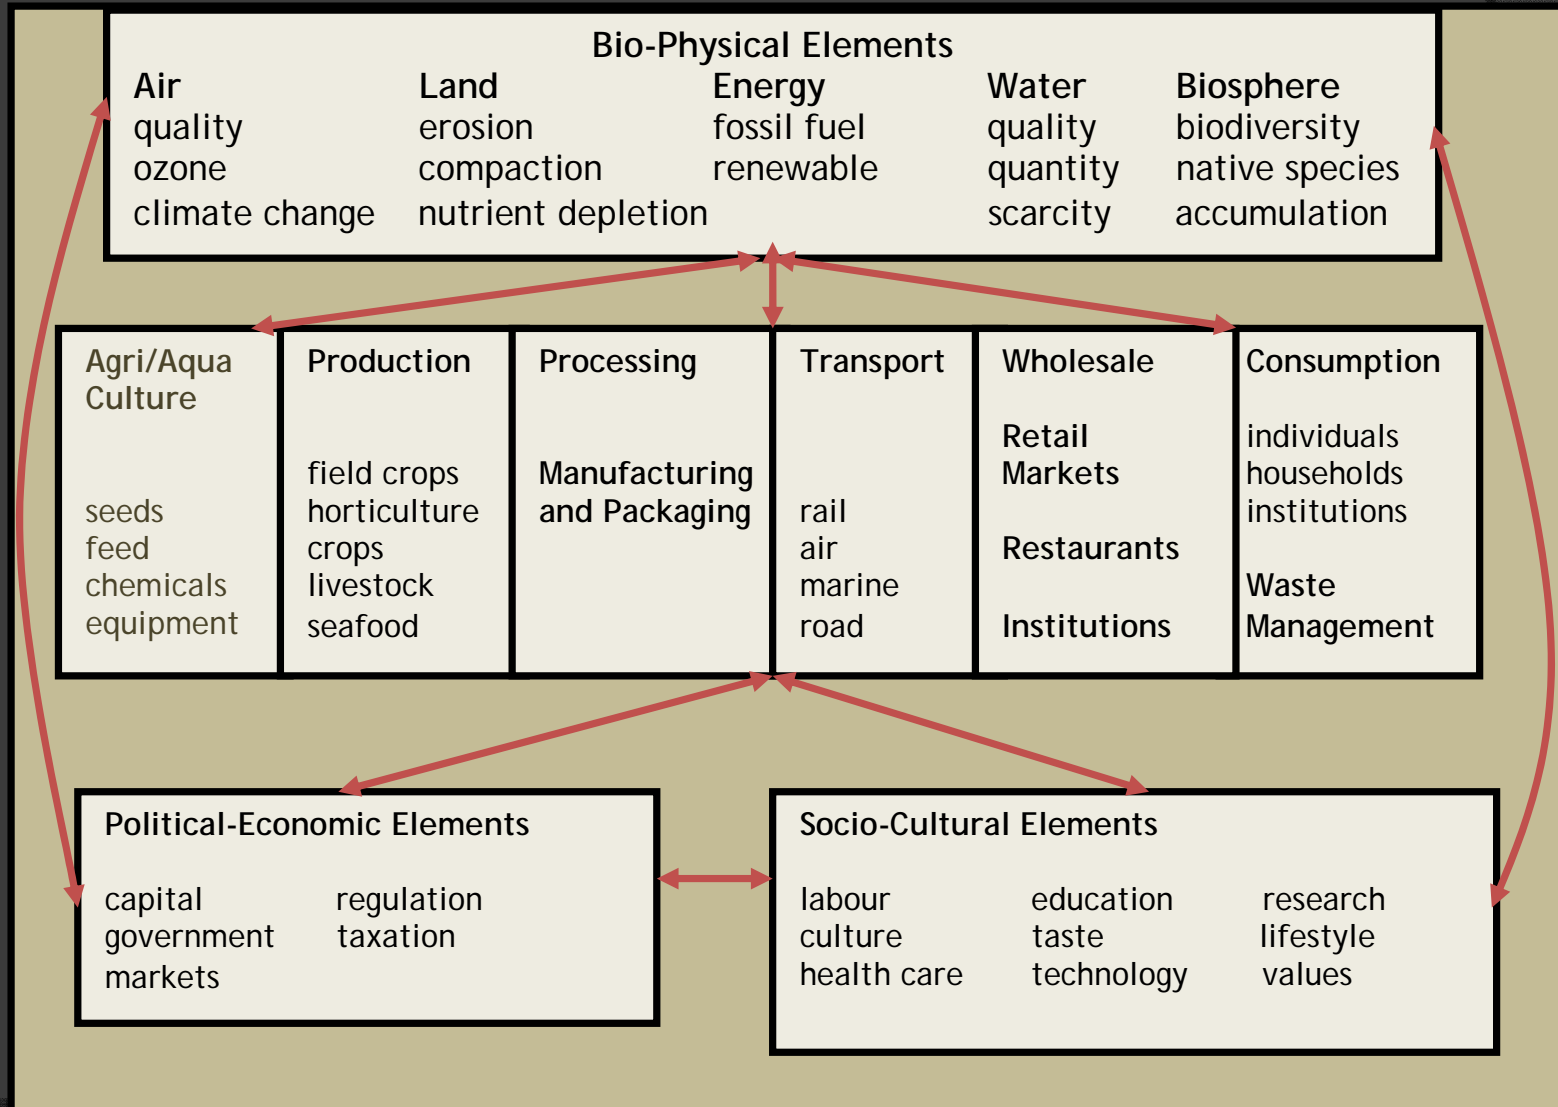 Bio-Physical Elements
Air Land Energy Water Biosphere
quality erosion fossil fuel quality biodiversity
ozone compaction renewable quantity native species
climate change nutrient depletion scarcity accumulation
Agri/Aqua
Culture
seeds
feed
chemicals
equipment
Production
field crops
horticulture
crops
livestock
seafood
Processing
Manufacturing
and Packaging
Transport
rail
air
marine
road
Wholesale
Retail
Markets
Restaurants
Institutions
Consumption
individuals
households
institutions
Waste
Management
Political-Economic Elements
capital regulation
government taxation
markets
Socio-Cultural Elements
labour education research
culture taste lifestyle
health care technology values